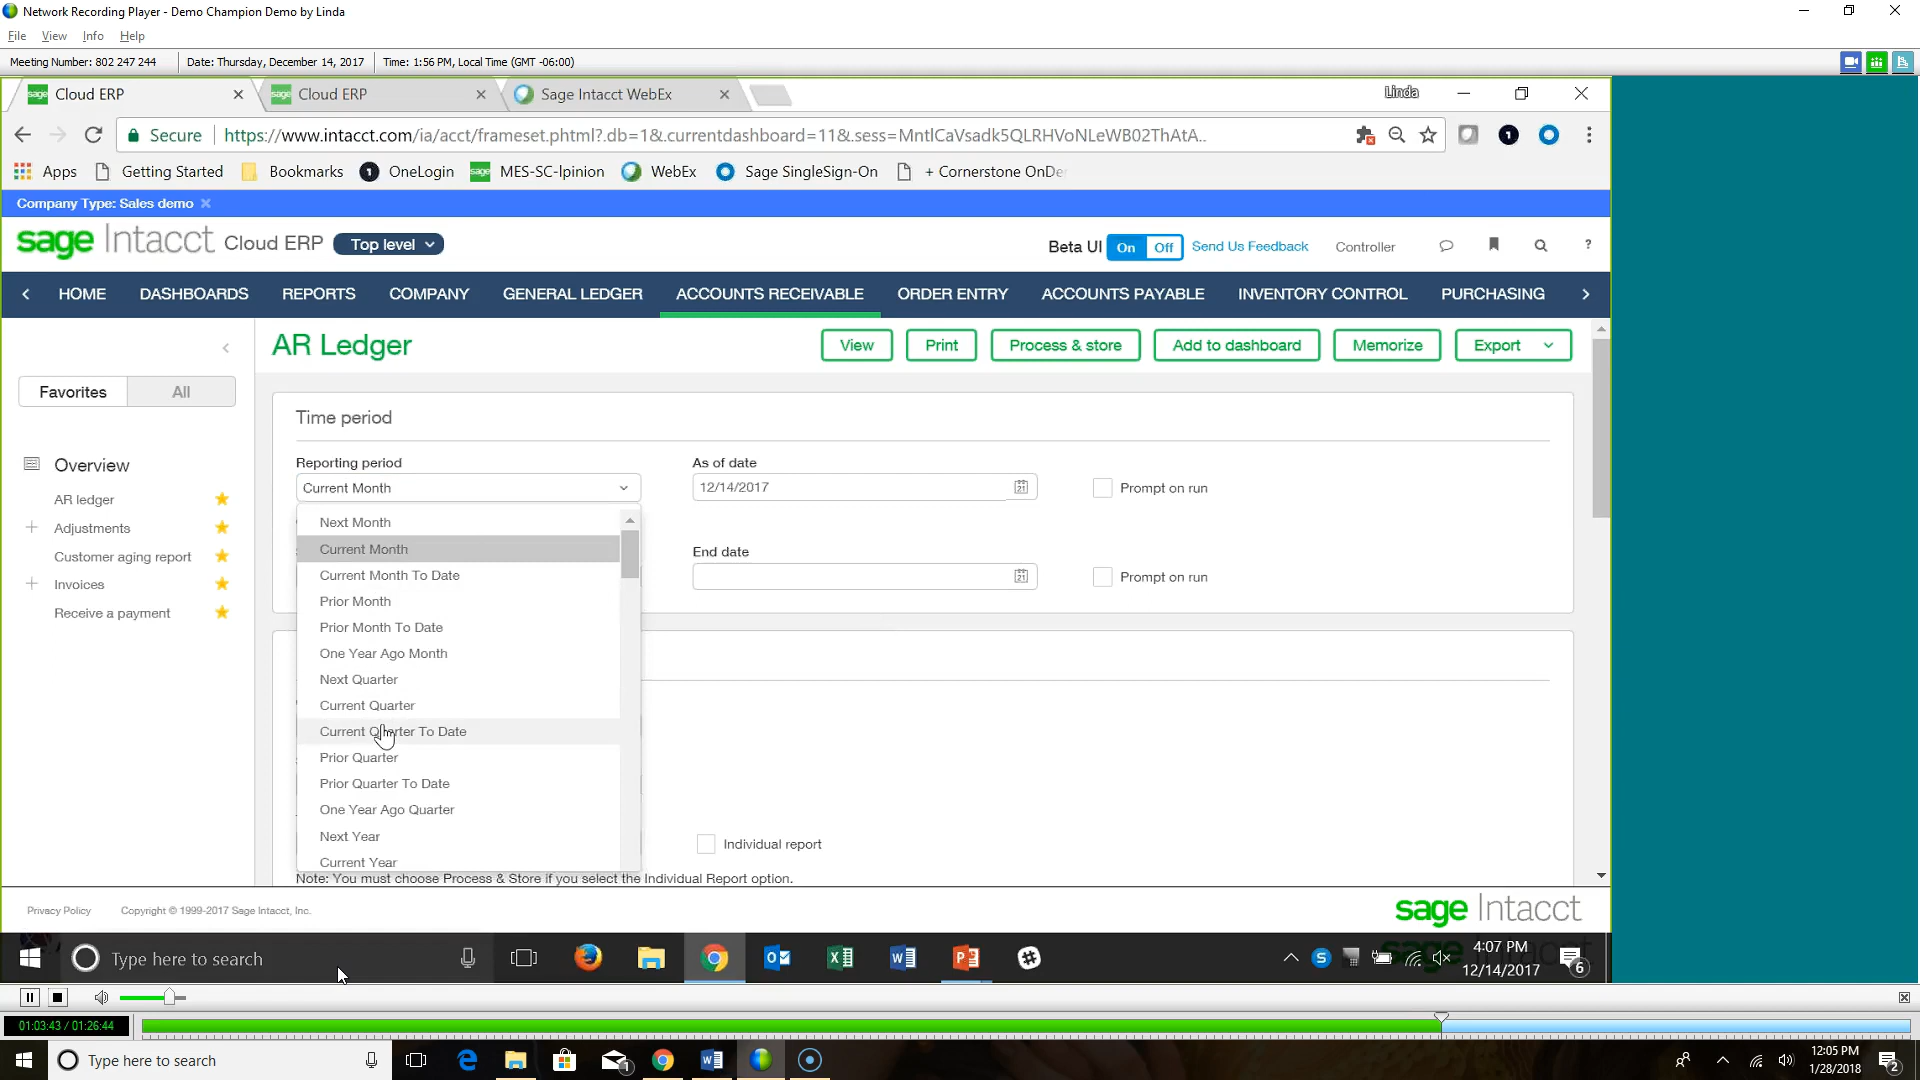 Network Recording Player - Demo Champion Demo by Linda
File View Info Help
Meeting Number: 802 247 244 Date: Thursday, December 14, 2017 Time: 1:56 PM, Local Time (GMT -06:00)
sage Cloud ERP sage Cloud ERP Sage Intacct WebEx Linda
Secure https://www.intacct.com/ia/acct/frameset.phtml?.db=1&.currentdashboard=11&.sess=MntlCaVsadk5QLRHVoNLeWB02ThAtA..
Apps Getting Started Bookmarks 1 OneLogin sage MES-SC-Ipinion WebEx Sage SingleSign-On + Cornerstone OnDe
Company Type: Sales demo
sage Intacct Cloud ERP Top level Beta UI On Off Send Us Feedback Controller ?
HOME DASHBOARDS REPORTS COMPANY GENERAL LEDGER ACCOUNTS RECEIVABLE ORDER ENTRY ACCOUNTS PAYABLE INVENTORY CONTROL PURCHASING
AR Ledger View Print Process & store Add to dashboard Memorize Export
Favorites All
Overview
AR ledger
Adjustments
Customer aging report
Invoices
Receive a payment
Time period
Reporting period As of date
Current Month 12/14/2017 Prompt on run
End date
Prompt on run
Next Month
Current Month
Current Month To Date
Prior Month
Prior Month To Date
One Year Ago Month
Next Quarter
Current Quarter
Current Quarter To Date
Prior Quarter
Prior Quarter To Date
One Year Ago Quarter
Next Year
Current Year
Individual report
Note: You must choose Process & Store if you select the Individual Report option.
Privacy Policy Copyright © 1999-2017 Sage Intacct, Inc. sage Intacct
Type here to search 4:07 PM
12/14/2017 6
01:03:43 / 01:26:44
Type here to search 12:05 PM
1/28/2018 2